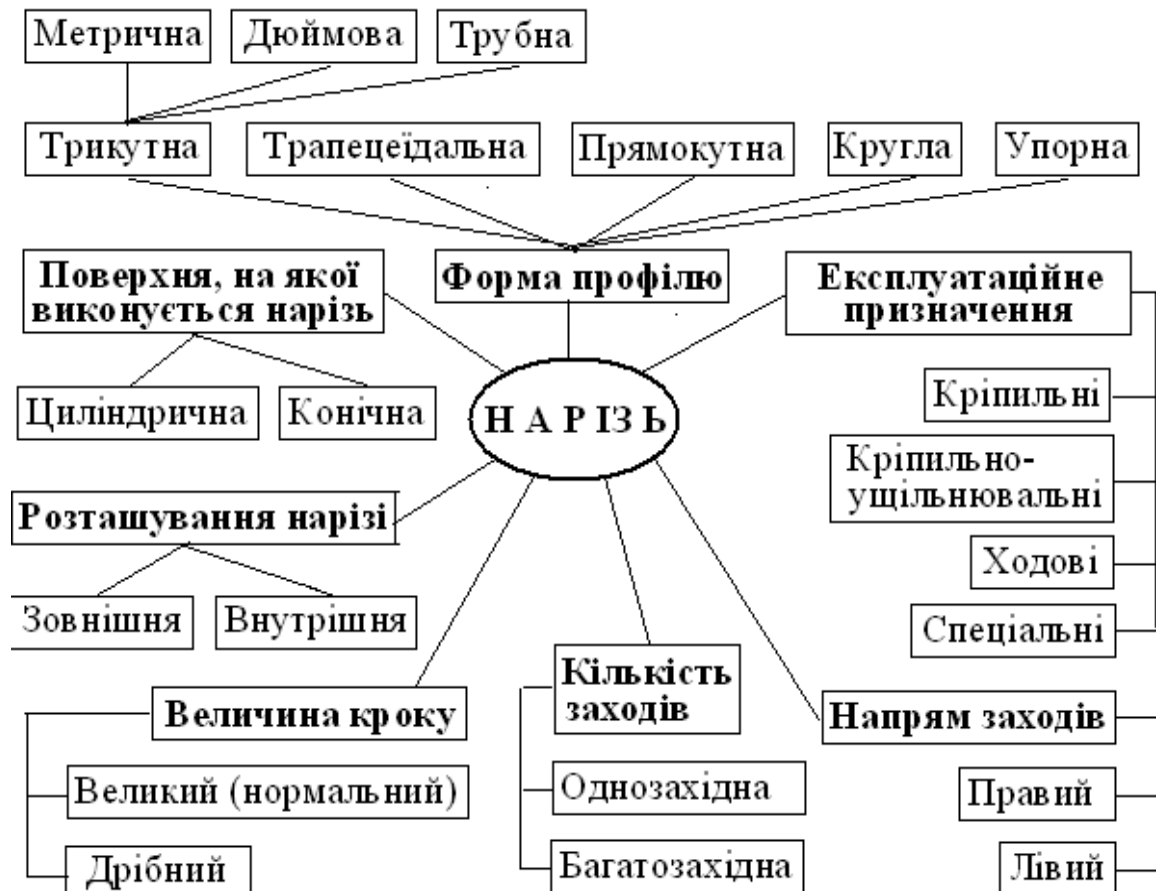 Метрична
Дюймова
Трубна
Трикутна
Трапецеїдальна
Прямокутна
Кругла
Упорна
Поверхня, на якої
виконується нарізь
Форма профілю
Експлуатаційне
призначення
Циліндрична
Конічна
Н А Р І З Ь
Кріпильні
Кріпильно-
ущільнювальні
Розташування нарізі
Ходові
Зовнішня
Внутрішня
Спеціальні
Величина кроку
Кількість
заходів
Напрям заходів
Великий (нормальний)
Однозахідна
Правий
Дрібний
Багатозахідна
Лівий